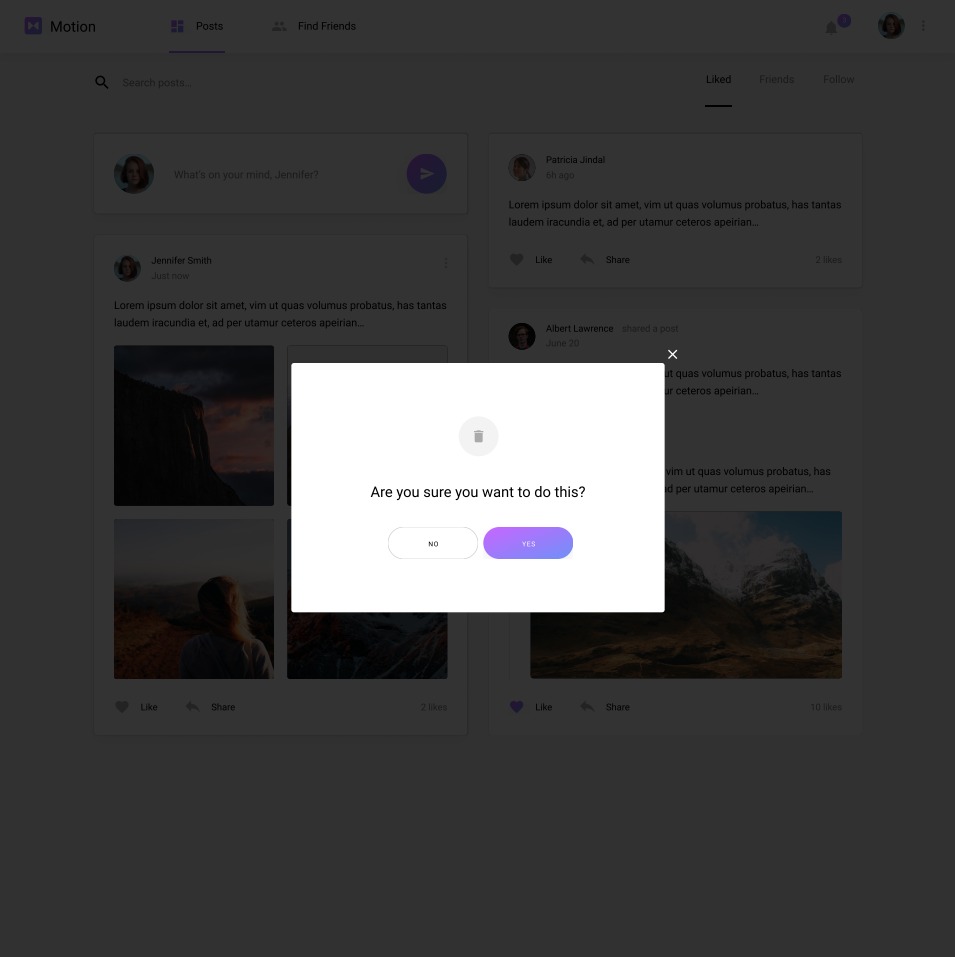 Motion
Posts
Find Friends
Search posts...
Liked
Friends
Follow
What's on your mind, Jennifer?
Jennifer Smith
Just now
Lorem ipsum dolor sit amet, vim ut quas volumus probatus, has tantas
laudem iracundia et, ad per utamur ceteros apeirian…
Like
Share
2 likes
Patricia Jindal
6h ago
Lorem ipsum dolor sit amet, vim ut quas volumus probatus, has tantas
laudem iracundia et, ad per utamur ceteros apeirian…
Like
Share
2 likes
Albert Lawrence shared a post
June 20
ut quas volumus probatus, has tantas
ceteros apeirian…
vim ut quas volumus probatus, has
ad per utamur ceteros apeirian…
Like
Share
10 likes
Are you sure you want to do this?
NO
YES